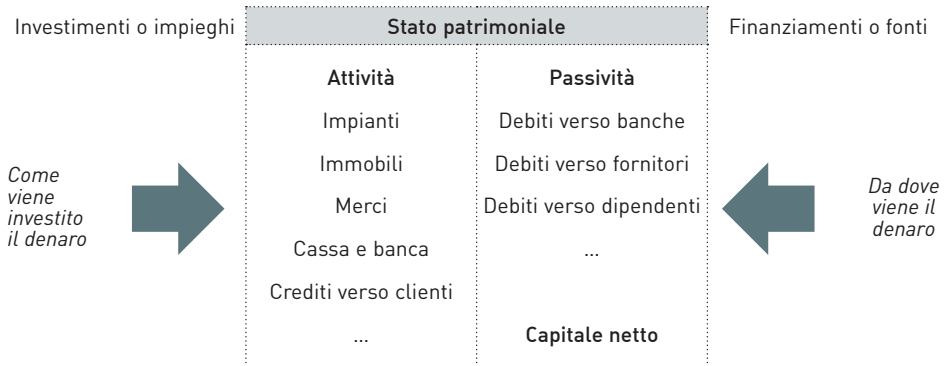 Investimenti o impieghi
Stato patrimoniale
Finanziamenti o fonti
Attività
Passività
Impianti
Debiti verso banche
Immobili
Debiti verso fornitori
Come
viene
investito
il denaro
Merci
Debiti verso dipendenti
Da dove
viene il
denaro
Cassa e banca
...
Crediti verso clienti
...
Capitale netto